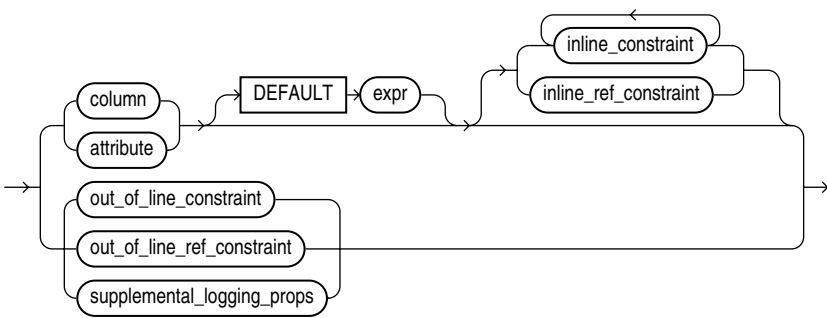 inline_constraint
DEFAULT expr
column
inline_ref_constraint
attribute
out_of_line_constraint
out_of_line_ref_constraint
supplemental_logging_props